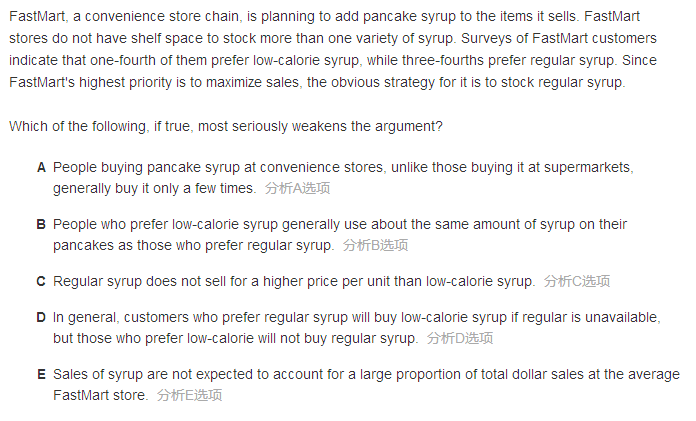 FastMart, a convenience store chain, is planning to add pancake syrup to the items it sells. FastMart
stores do not have shelf space to stock more than one variety of syrup. Surveys of FastMart customers
indicate that one-fourth of them prefer low-calorie syrup, while three-fourths prefer regular syrup. Since
FastMart's highest priority is to maximize sales, the obvious strategy for it is to stock regular syrup.
Which of the following, if true, most seriously weakens the argument?
A People buying pancake syrup at convenience stores, unlike those buying it at supermarkets,
generally buy it only a few times. 分析A选项
B People who prefer low-calorie syrup generally use about the same amount of syrup on their
pancakes as those who prefer regular syrup. 分析B选项
C Regular syrup does not sell for a higher price per unit than low-calorie syrup. 分析C选项
D In general, customers who prefer regular syrup will buy low-calorie syrup if regular is unavailable,
but those who prefer low-calorie will not buy regular syrup. 分析D选项
E Sales of syrup are not expected to account for a large proportion of total dollar sales at the average
FastMart store. 分析E选项